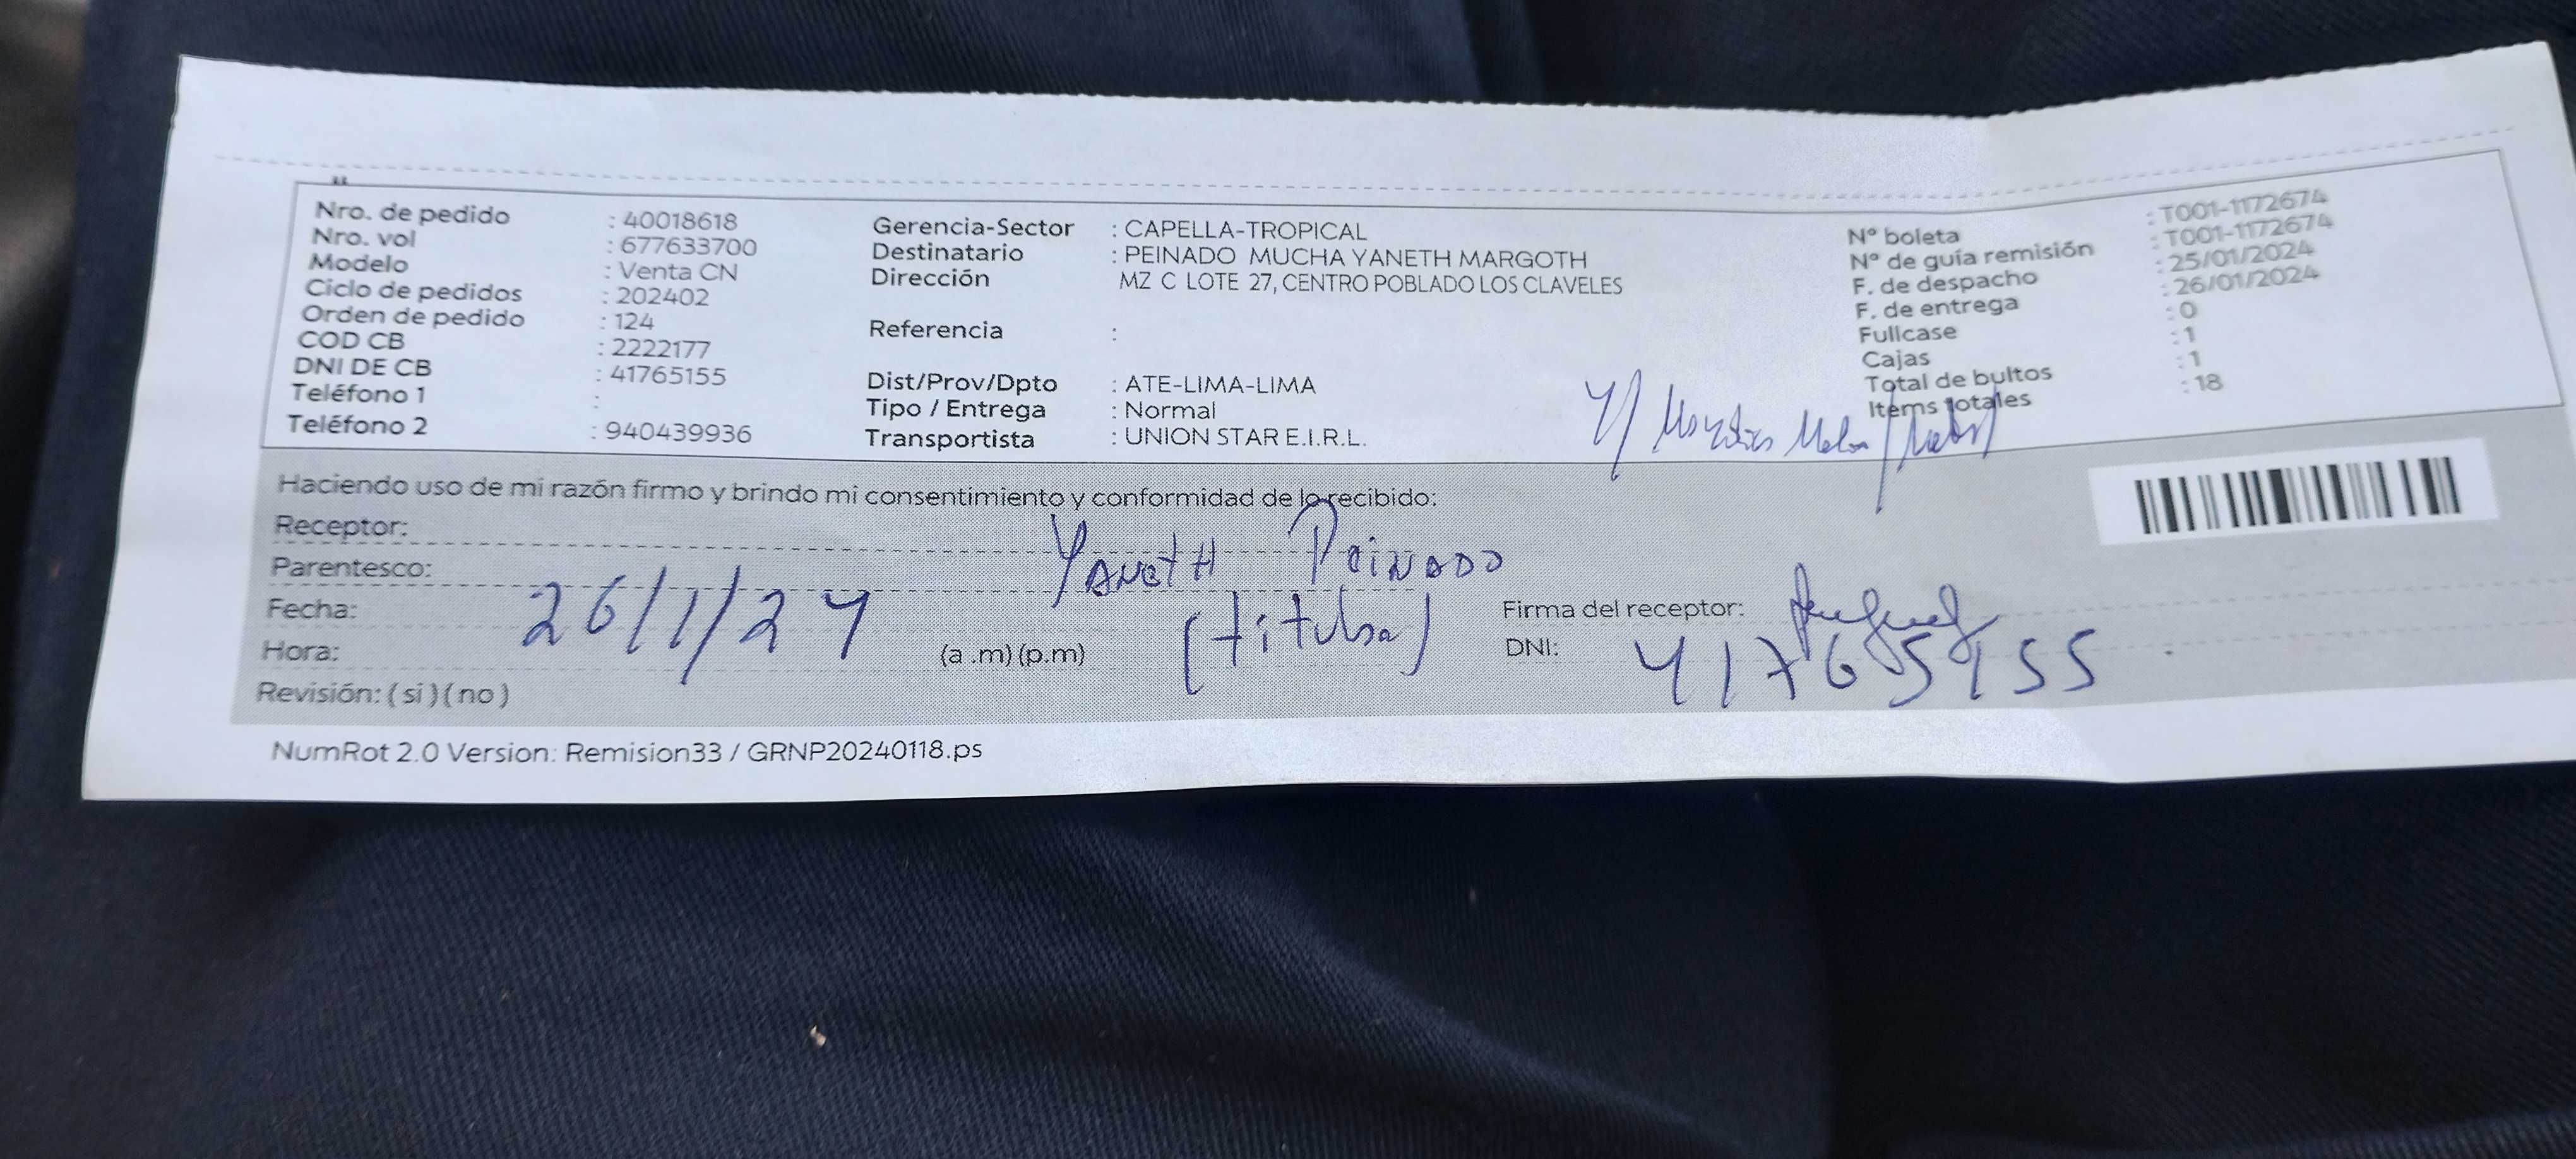 Nro. de pedido : 40018618
Nro. vol : 677633700
Modelo : Venta CN
Ciclo de pedidos : 202402
Orden de pedido : 124
COD CB : 2222177
DNI DE CB : 41765155
Teléfono 1 :
Teléfono 2 : 940439936
Gerencia-Sector : CAPELLA-TROPICAL
Destinatario : PEINADO MUCHA YANETH MARGOTH
Dirección MZ C LOTE 27, CENTRO POBLADO LOS CLAVELES
Referencia :
Dist/Prov/Dpto : ATE-LIMA-LIMA
Tipo / Entrega : Normal
Transportista : UNION STAR E.I.R.L.
N° boleta : T001-1172674
N° de guía remisión : T001-1172674
F. de despacho : 25/01/2024
F. de entrega : 26/01/2024
Fullcase : 0
Cajas : 1
Total de bultos : 1
Items totales : 18
Haciendo uso de mi razón firmo y brindo mi consentimiento y conformidad de lo recibido:
Receptor: Yaneth Peinado
Parentesco: (titular)
Fecha: 26/1/24
Hora: (a .m) (p.m)
Revisión: ( si ) ( no )
Firma del receptor:
DNI: 41765155
NumRot 2.0 Version: Remision33 / GRNP20240118.ps